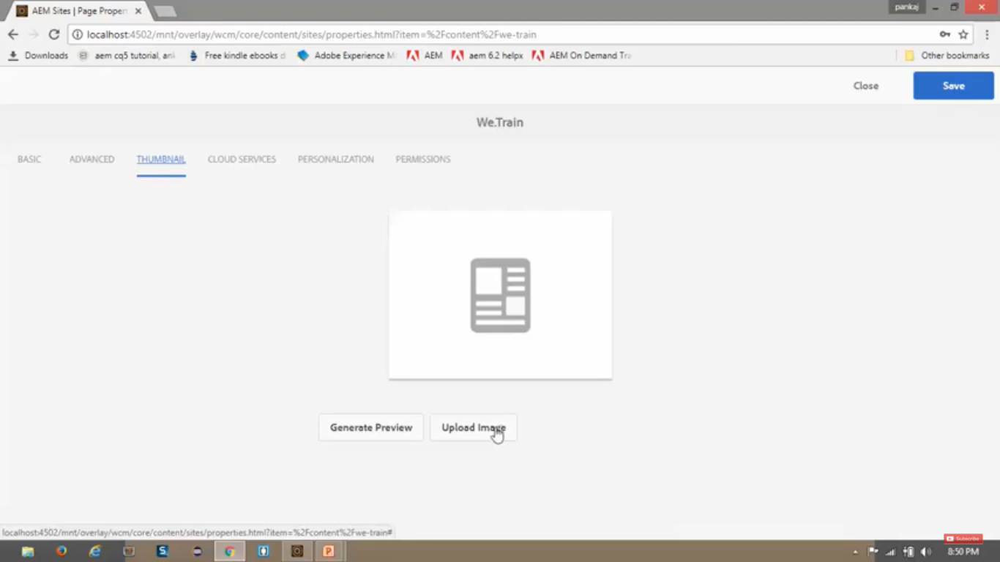 AEM Sites | Page Proper
pankaj
localhost:4502/mnt/overlay/wcm/core/content/sites/properties.html?item=%2Fcontent%2Fwe-train
Downloads aem cq5 tutorial, an Free kindle ebooks d Adobe Experience M AEM aem 6.2 helpx AEM On Demand Tra Other bookmarks
Close Save
We.Train
BASIC ADVANCED THUMBNAIL CLOUD SERVICES PERSONALIZATION PERMISSIONS
Generate Preview Upload Image
localhost:4502/mnt/overlay/wcm/core/content/sites/properties.html?item=%2Fcontent%2Fwe-train#
Subscribe
8:50 PM